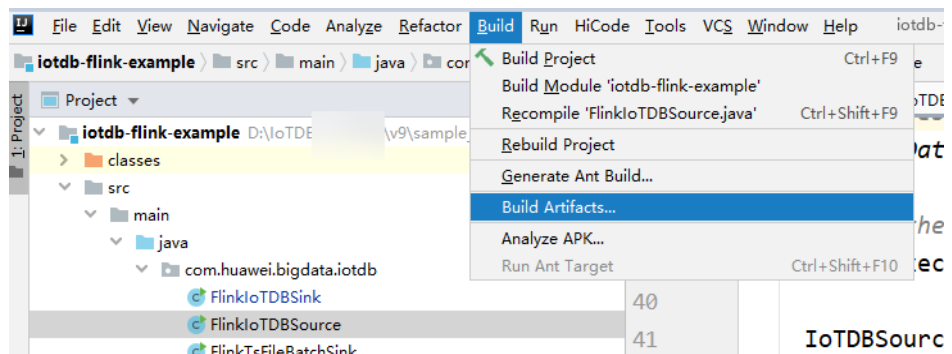 File Edit View Navigate Code Analyze Refactor Build Run HiCode Tools VCS Window Help iotdb-
iotdb-flink-example src main java
Build Project Ctrl+F9
Project
Build Module 'iotdb-flink-example'
Recompile 'FlinkIoTDBSource.java' Ctrl+Shift+F9
1: Project
iotdb-flink-example D:\IoTDB \v9\sample_
Rebuild Project
classes
Generate Ant Build...
src
Build Artifacts...
main
Analyze APK...
java
Run Ant Target Ctrl+Shift+F10
com.huawei.bigdata.iotdb
FlinkIoTDBSink
40
FlinkIoTDBSource
41 IoTDBSourc
FlinkTsFileBatchSink